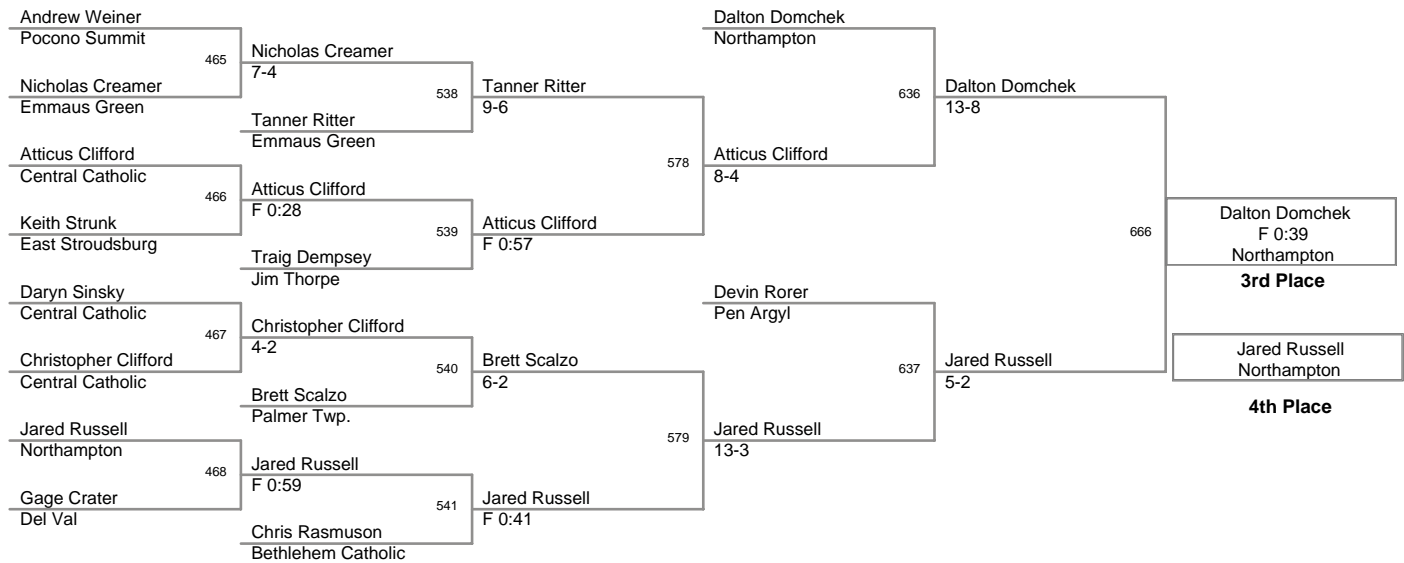 Andrew Weiner
Pocono Summit
465
Nicholas Creamer
Emmaus Green
Atticus Clifford
Central Catholic
466
Keith Strunk
East Stroudsburg
Daryn Sinsky
Central Catholic
467
Christopher Clifford
Central Catholic
Jared Russell
Northampton
468
Gage Crater
Del Val
Nicholas Creamer
7-4
538
Tanner Ritter
Emmaus Green
Atticus Clifford
F 0:28
539
Traig Dempsey
Jim Thorpe
Christopher Clifford
4-2
540
Brett Scalzo
Palmer Twp.
Jared Russell
F 0:59
541
Chris Rasmuson
Bethlehem Catholic
Tanner Ritter
9-6
578
Atticus Clifford
F 0:57
Brett Scalzo
6-2
579
Jared Russell
F 0:41
Dalton Domchek
Northampton
636
Atticus Clifford
8-4
Devin Rorer
Pen Argyl
637
Jared Russell
13-3
Dalton Domchek
13-8
666
Jared Russell
5-2
Dalton Domchek
F 0:39
Northampton
3rd Place
Jared Russell
Northampton
4th Place